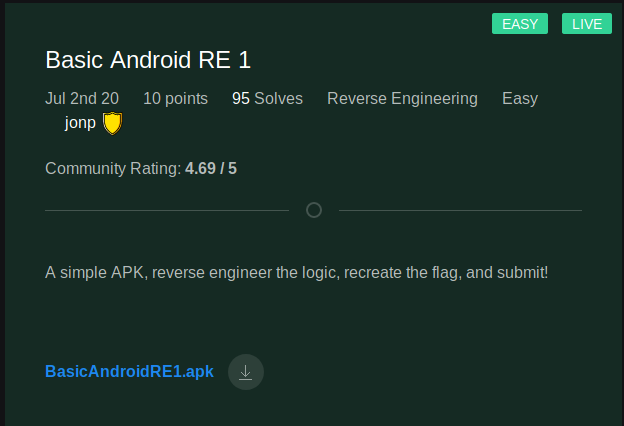 EASY LIVE
Basic Android RE 1
Jul 2nd 20 10 points 95 Solves Reverse Engineering Easy
jonp
Community Rating: 4.69 / 5
A simple APK, reverse engineer the logic, recreate the flag, and submit!
BasicAndroidRE1.apk